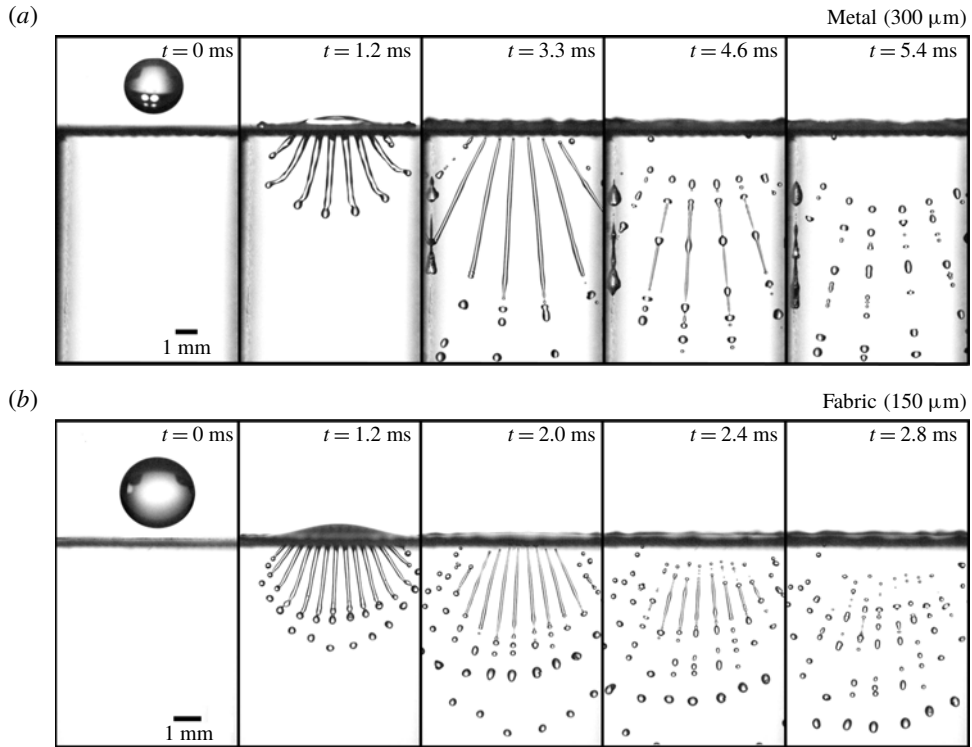 (a)
Metal (300 μm)
t = 0 ms
t = 1.2 ms
t = 3.3 ms
t = 4.6 ms
t = 5.4 ms
1 mm
(b)
Fabric (150 μm)
t = 0 ms
t = 1.2 ms
t = 2.0 ms
t = 2.4 ms
t = 2.8 ms
1 mm